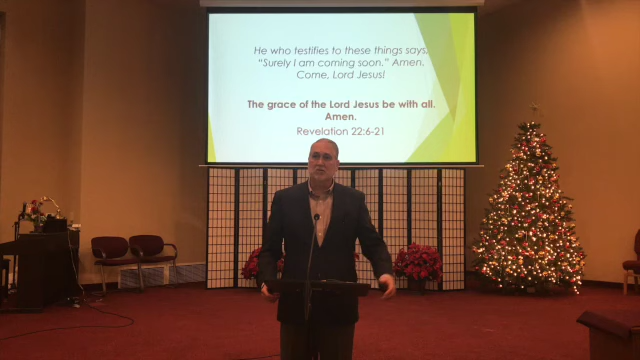 He who testifies to these things says,
“Surely I am coming soon.” Amen.
Come, Lord Jesus!
The grace of the Lord Jesus be with all.
Amen.
Revelation 22:6-21